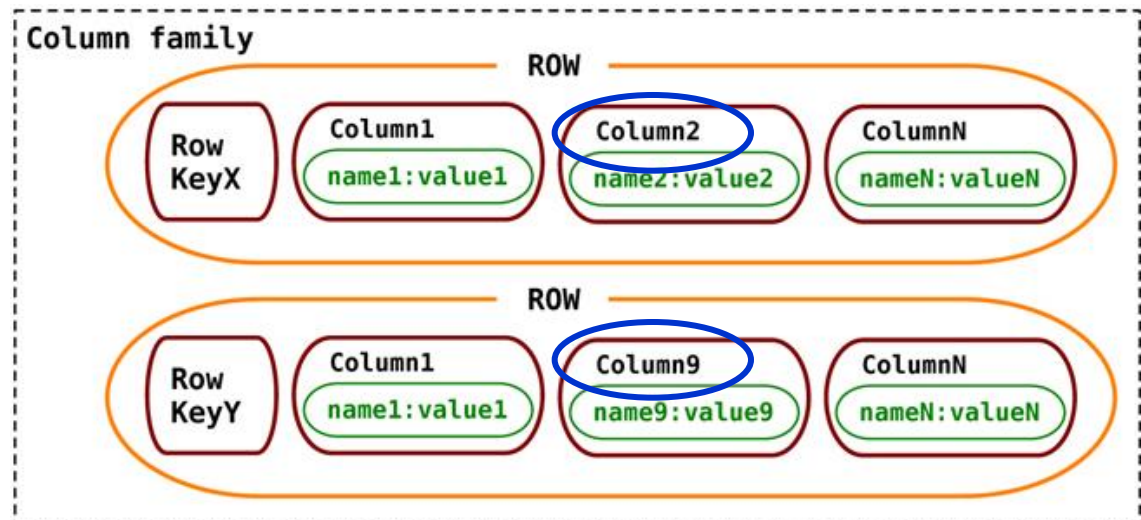 Column family
ROW
Row
KeyX
Column1
name1:value1
Column2
name2:value2
ColumnN
nameN:valueN
ROW
Row
KeyY
Column1
name1:value1
Column9
name9:value9
ColumnN
nameN:valueN